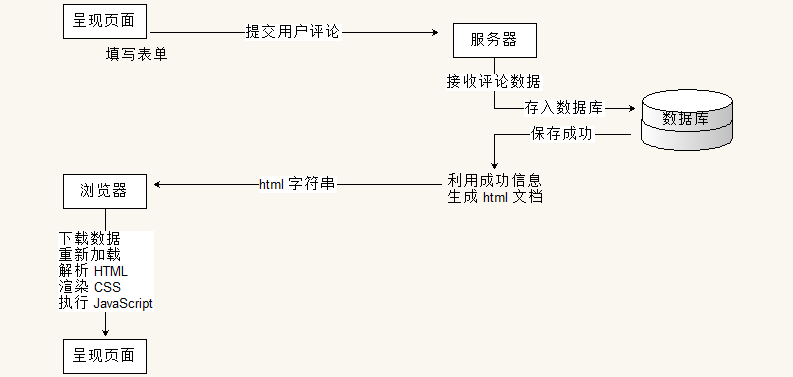 呈现页面
填写表单
提交用户评论
服务器
接收评论数据
存入数据库
数据库
保存成功
利用成功信息
生成 html 文档
html 字符串
浏览器
下载数据
重新加载
解析 HTML
渲染 CSS
执行 JavaScript
呈现页面